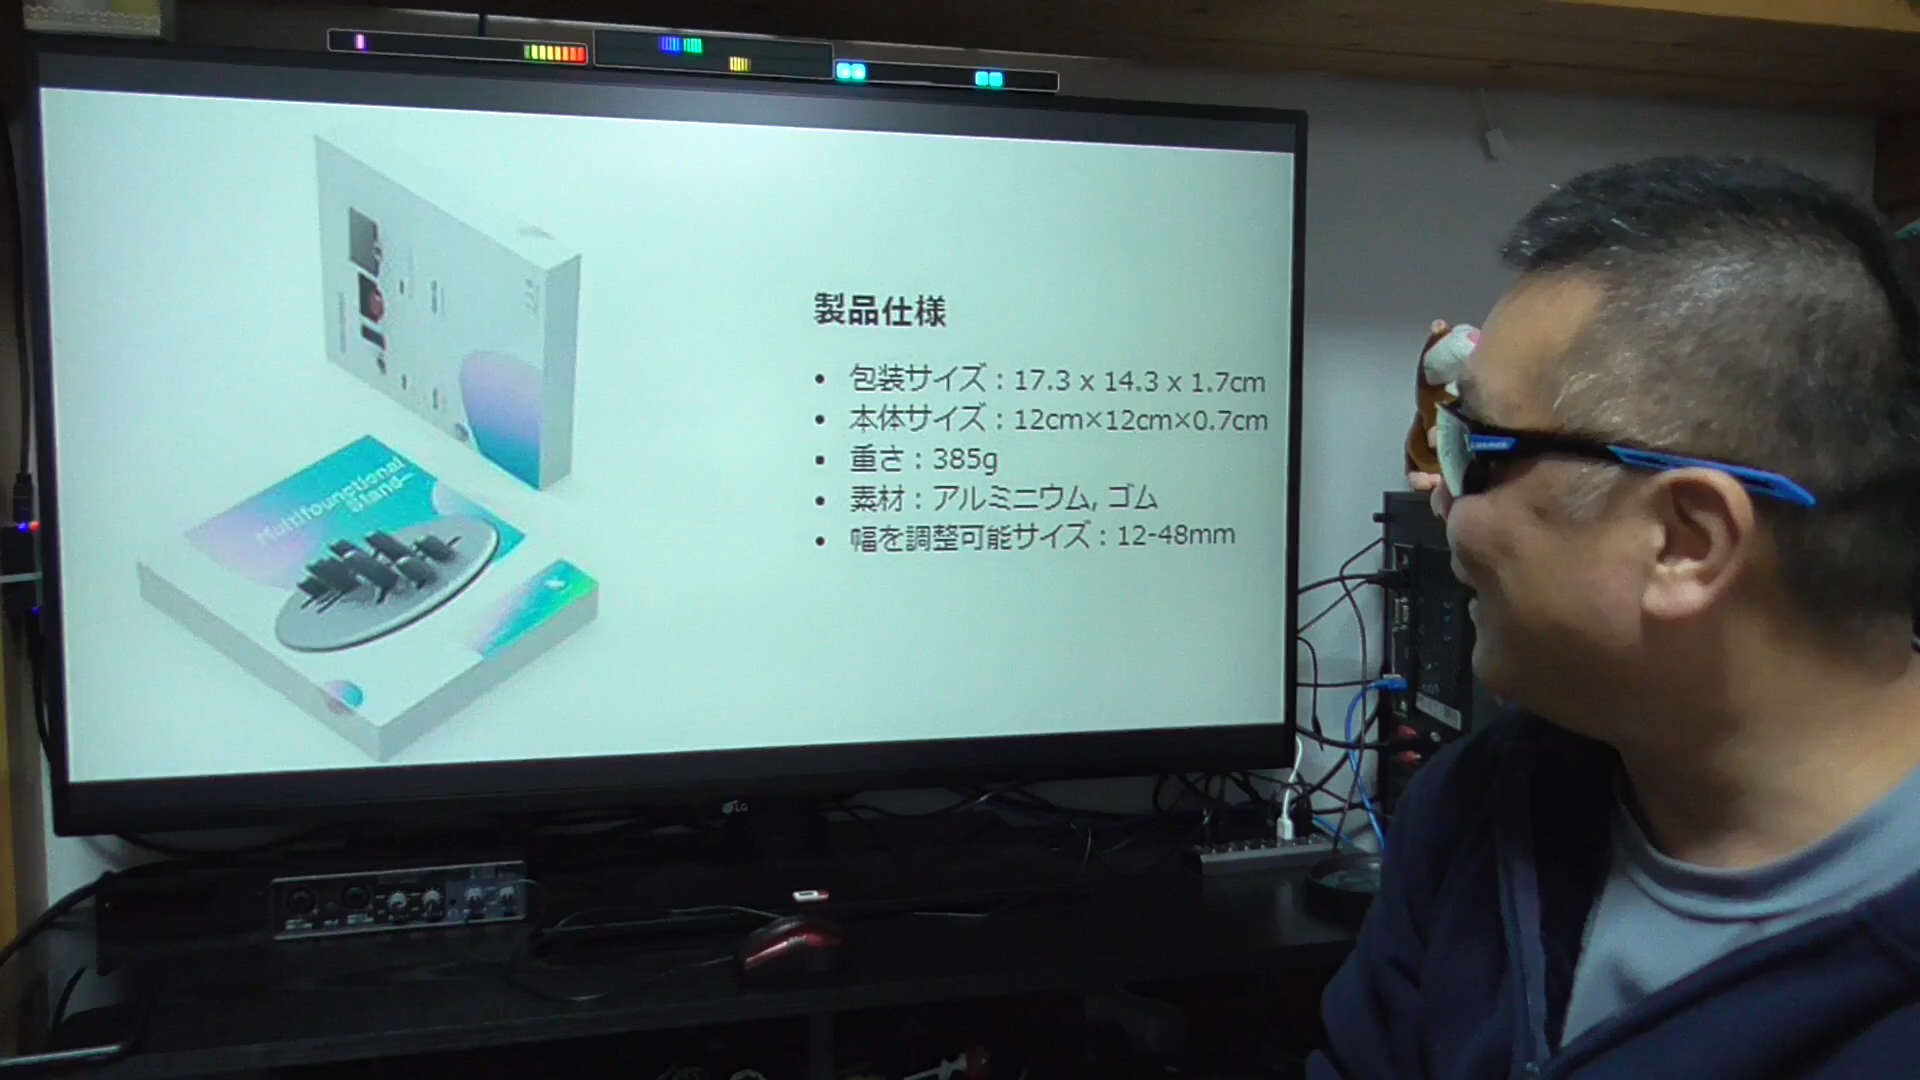 Multifounctional
Stand—
製品仕様
• 包装サイズ：17.3 x 14.3 x 1.7cm
• 本体サイズ：12cm×12cm×0.7cm
• 重さ：385g
• 素材：アルミニウム, ゴム
• 幅を調整可能サイズ：12-48mm
LG